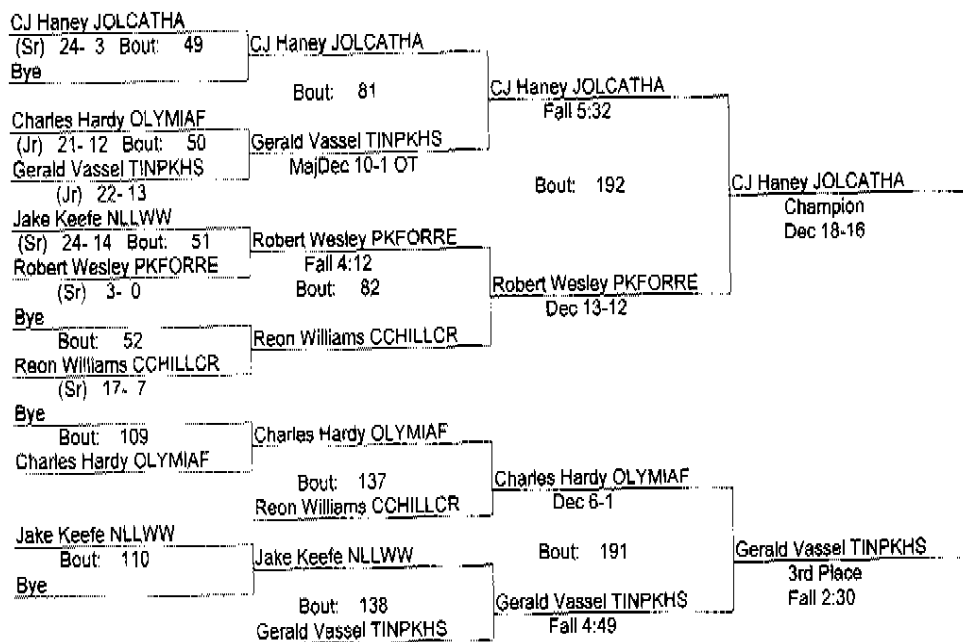 CJ Haney JOLCATHA
(Sr) 24- 3 Bout: 49
Bye
CJ Haney JOLCATHA
Bout: 81
Charles Hardy OLYMIAF
(Jr) 21- 12 Bout: 50
Gerald Vassel TINPKHS
(Jr) 22- 13
Gerald Vassel TINPKHS
MajDec 10-1 OT
CJ Haney JOLCATHA
Fall 5:32
Bout: 192
Jake Keefe NLLWW
(Sr) 24- 14 Bout: 51
Robert Wesley PKFORRE
(Sr) 3- 0
Robert Wesley PKFORRE
Fall 4:12
Bout: 82
Bye
Bout: 52
Reon Williams CCHILLCR
(Sr) 17- 7
Reon Williams CCHILLCR
Robert Wesley PKFORRE
Dec 13-12
CJ Haney JOLCATHA
Champion
Dec 18-16
Bye
Bout: 109
Charles Hardy OLYMIAF
Charles Hardy OLYMIAF
Bout: 137
Reon Williams CCHILLCR
Charles Hardy OLYMIAF
Dec 6-1
Bout: 191
Jake Keefe NLLWW
Bout: 110
Bye
Jake Keefe NLLWW
Bout: 138
Gerald Vassel TINPKHS
Gerald Vassel TINPKHS
Fall 4:49
Gerald Vassel TINPKHS
3rd Place
Fall 2:30